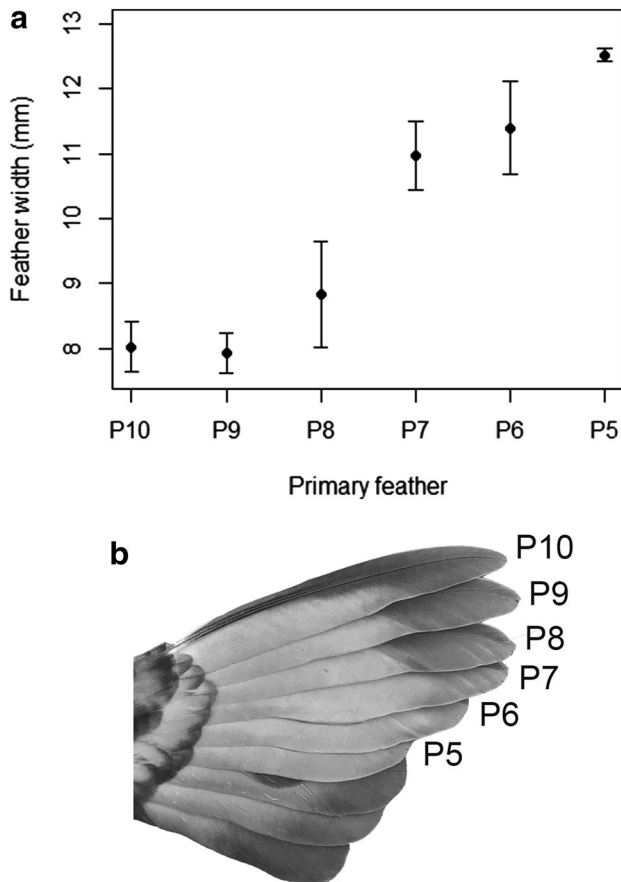 a
Feather width (mm)
13
12
11
10
9
8
P10 P9 P8 P7 P6 P5
Primary feather
b
P10
P9
P8
P7
P6
P5